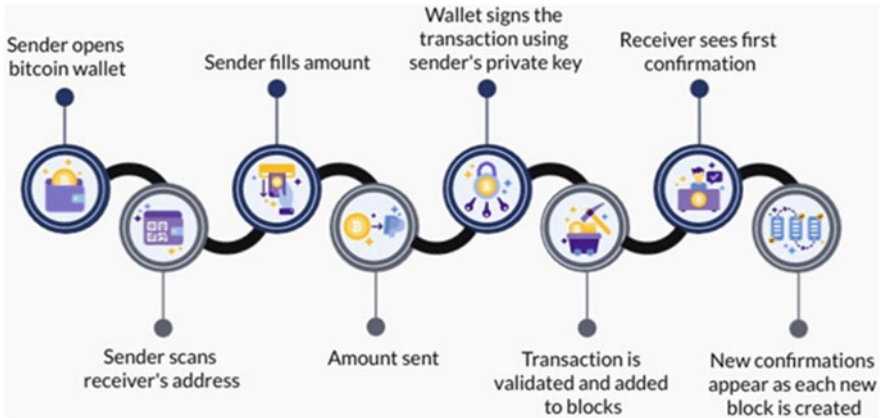 Sender opens
bitcoin wallet
Sender scans
receiver's address
Sender fills amount
Amount sent
Wallet signs the
transaction using
sender's private key
Transaction is
validated and added
to blocks
Receiver sees first
confirmation
New confirmations
appear as each new
block is created